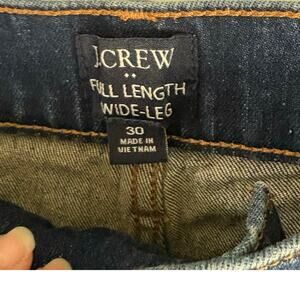 J.CREW
FULL LENGTH
WIDE-LEG
30
MADE IN
VIETNAM